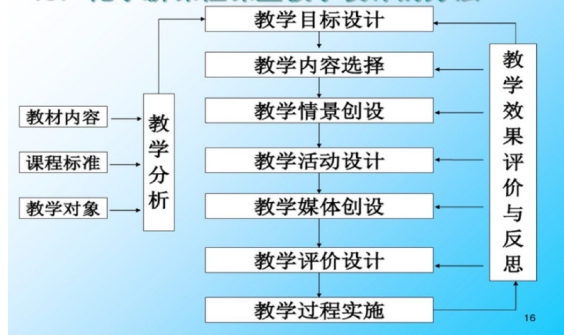 教学目标设计
教学内容选择
教学情景创设
教学活动设计
教学媒体创设
教学评价设计
教学过程实施
教材内容
课程标准
教学对象
教学分析
教学效果评价与反思
16